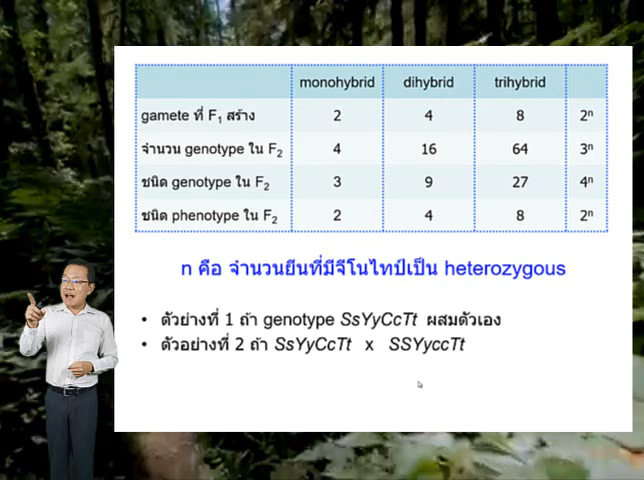 monohybrid dihybrid trihybrid
gamete ที่ F₁ สร้าง 2 4 8 2ⁿ
จำนวน genotype ใน F₂ 4 16 64 3ⁿ
ชนิด genotype ใน F₂ 3 9 27 4ⁿ
ชนิด phenotype ใน F₂ 2 4 8 2ⁿ
n คือ จำนวนยีนที่มีจีโนไทป์เป็น heterozygous
• ตัวอย่างที่ 1 ถ้า genotype SsYyCcTt ผสมตัวเอง
• ตัวอย่างที่ 2 ถ้า SsYyCcTt x SSYyccTt